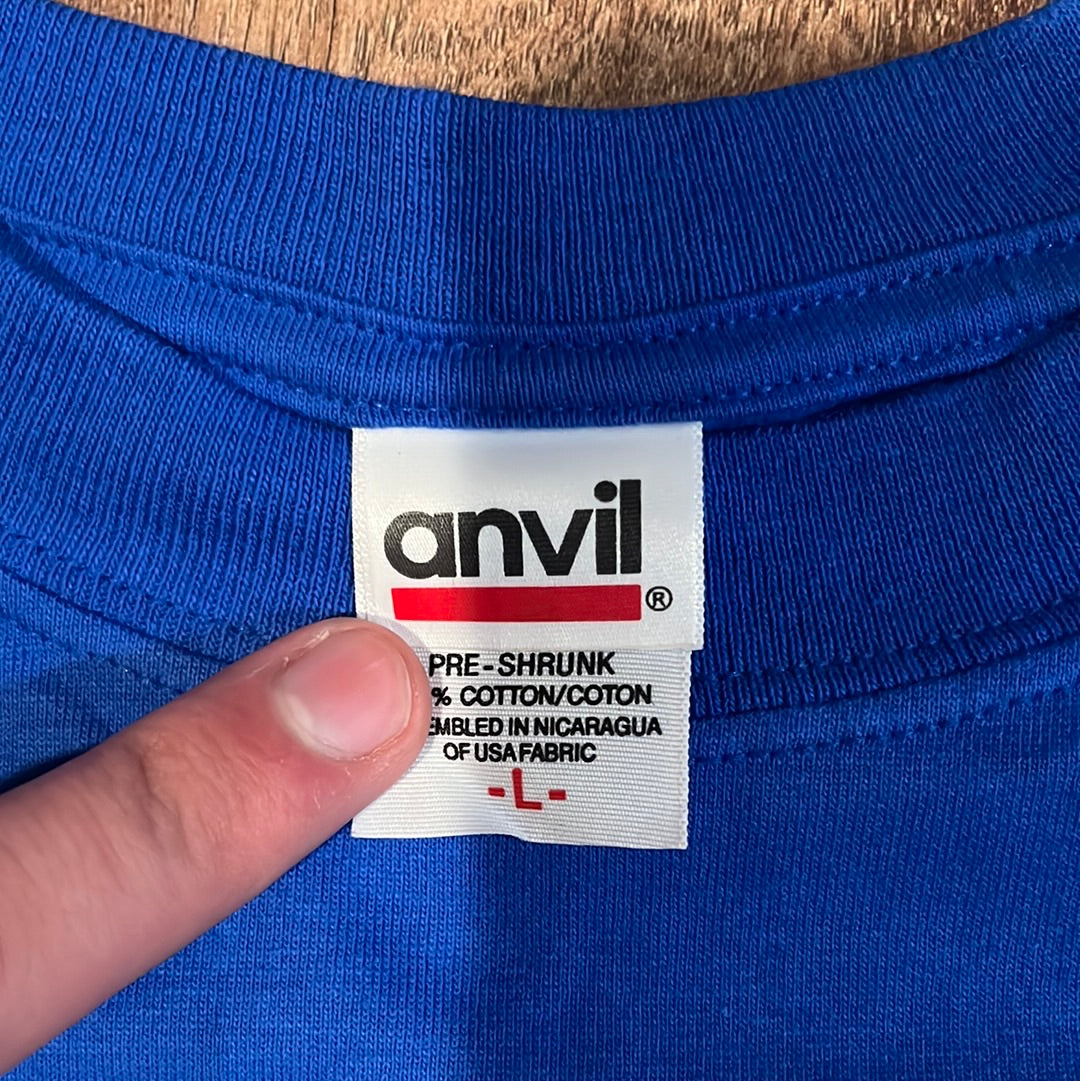 anvil
®
PRE-SHRUNK
% COTTON/COTON
EMBLED IN NICARAGUA
OF USA FABRIC
-L-